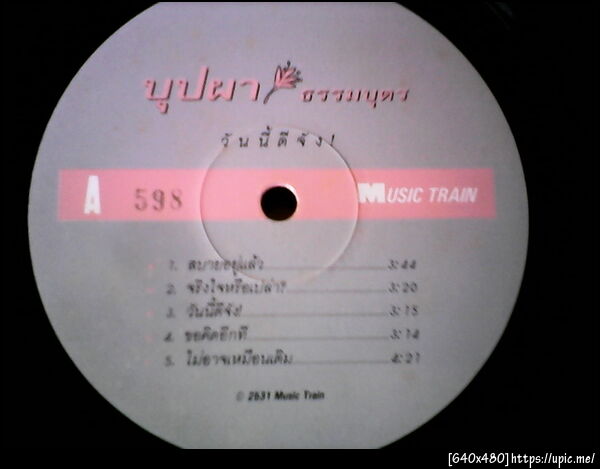 บุปผา ธรรมบุตร
วันนี้ดีจัง!
A 598 MUSIC TRAIN
1. สบายอยู่แล้ว 3:44
2. จริงใจหรือเปล่า? 3:20
3. วันนี้ดีจัง! 3:15
4. ขอคิดอีกที 3:14
5. ไม่อาจเหมือนเดิม 4:21
© 2531 Music Train
[640x480]https://upic.me/